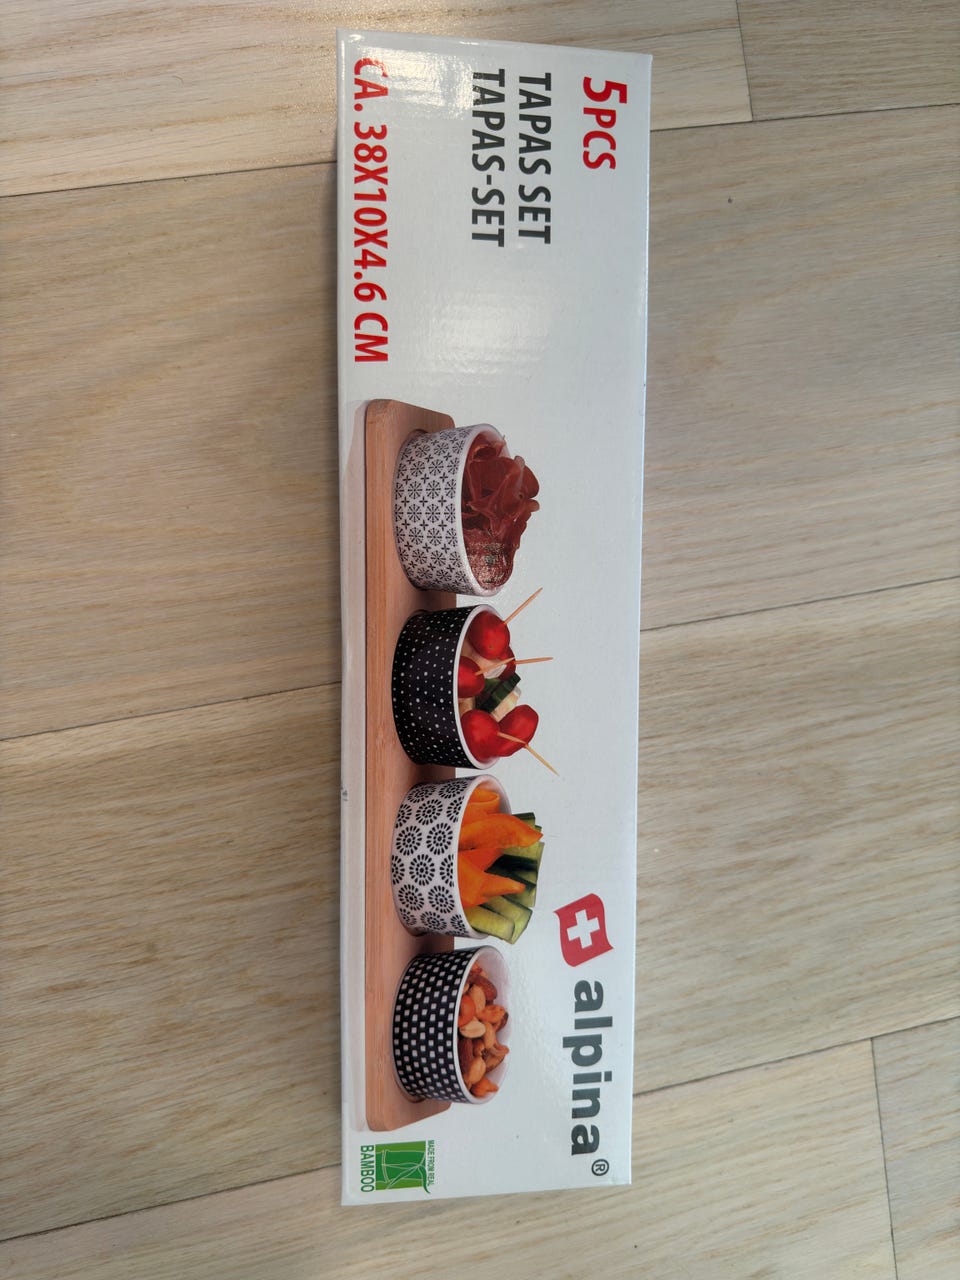 5PCS
TAPAS SET
TAPAS-SET
CA. 38X10X4.6 CM
alpina®
MADE FROM REAL
BAMBOO